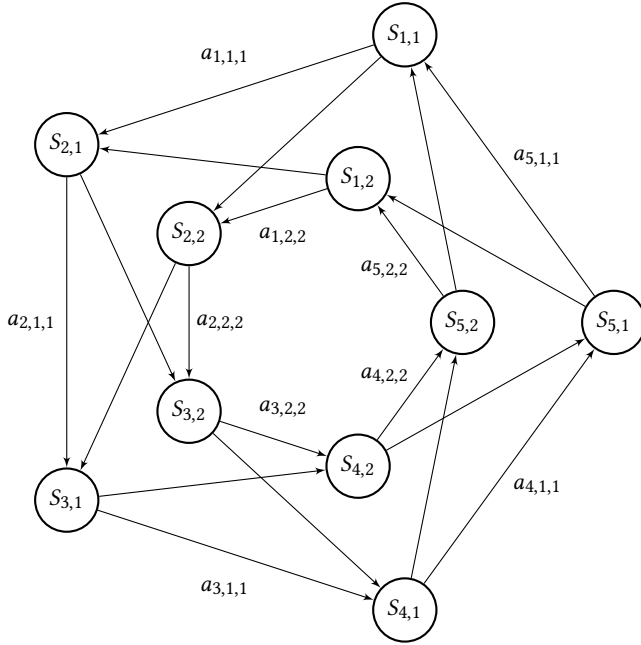 S1,1
a1,1,1
S2,1
a5,1,1
S1,2
S2,2
a1,2,2
a5,2,2
a2,1,1
a2,2,2
S5,2
S5,1
a4,2,2
a3,2,2
S3,2
S4,2
a4,1,1
S3,1
a3,1,1
S4,1